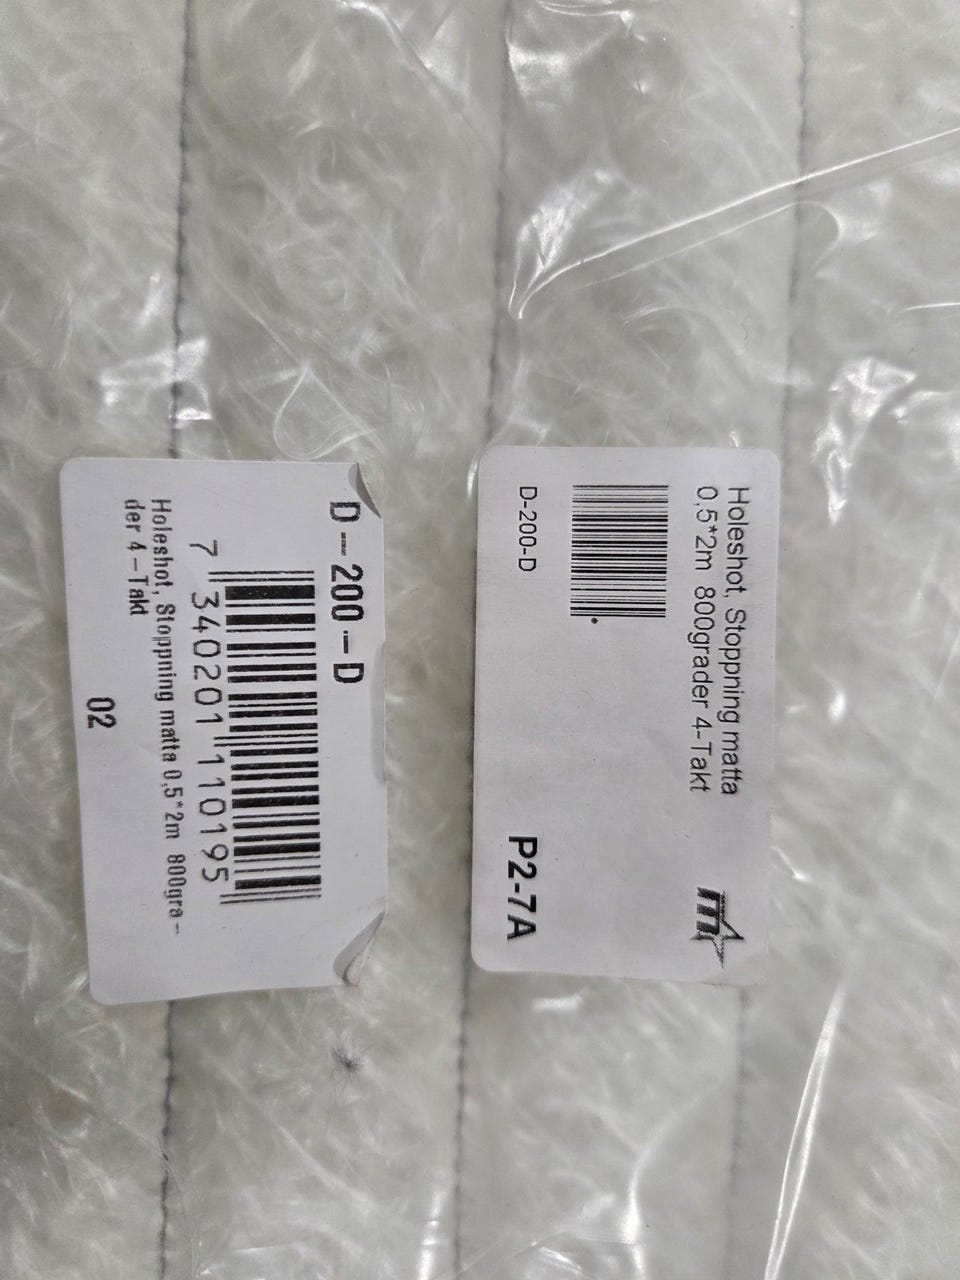 Holeshot, Stoppning matta
0,5*2m 800grader 4-Takt
D-200-D
P2-7A
m
D-200-D
7 340201 110195
Holeshot, Stoppning matta 0,5*2m 800gra-
der 4-Takt
02